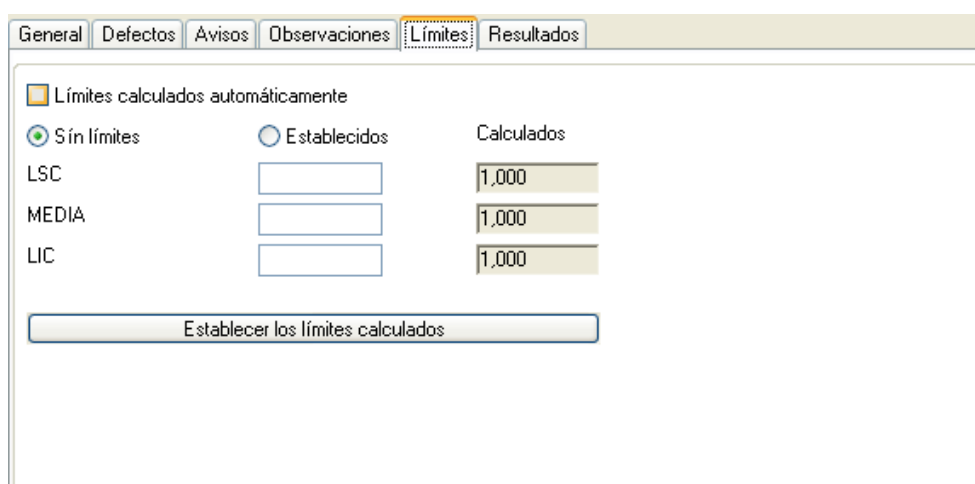 General Defectos Avisos Observaciones Límites Resultados
Límites calculados automáticamente
Sín límites Establecidos Calculados
LSC 1,000
MEDIA 1,000
LIC 1,000
Establecer los límites calculados